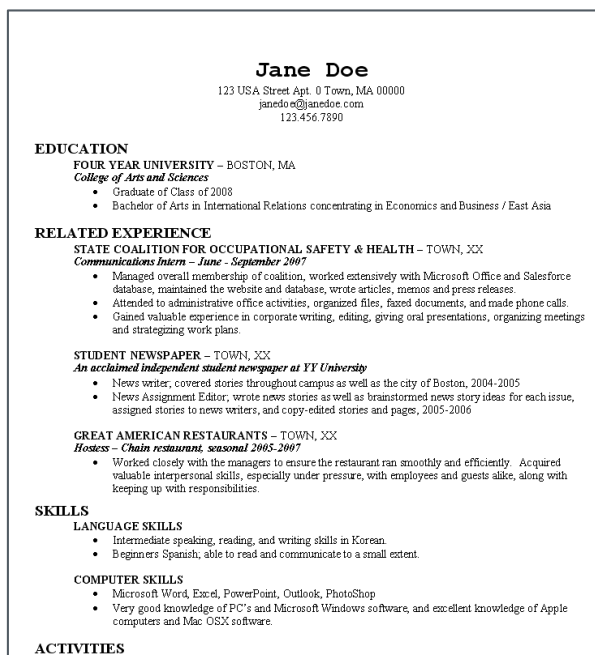 Jane Doe
123 USA Street Apt. 0 Town, MA 00000
janedoe@janedoe.com
123.456.7890
EDUCATION
FOUR YEAR UNIVERSITY – BOSTON, MA
College of Arts and Sciences
• Graduate of Class of 2008
• Bachelor of Arts in International Relations concentrating in Economics and Business / East Asia
RELATED EXPERIENCE
STATE COALITION FOR OCCUPATIONAL SAFETY & HEALTH – TOWN, XX
Communications Intern – June - September 2007
• Managed overall membership of coalition, worked extensively with Microsoft Office and Salesforce
database, maintained the website and database, wrote articles, memos and press releases.
• Attended to administrative office activities, organized files, faxed documents, and made phone calls.
• Gained valuable experience in corporate writing, editing, giving oral presentations, organizing meetings
and strategizing work plans.
STUDENT NEWSPAPER – TOWN, XX
An acclaimed independent student newspaper at YY University
• News writer; covered stories throughout campus as well as the city of Boston, 2004-2005
• News Assignment Editor; wrote news stories as well as brainstormed news story ideas for each issue,
assigned stories to news writers, and copy-edited stories and pages, 2005-2006
GREAT AMERICAN RESTAURANTS – TOWN, XX
Hostess – Chain restaurant, seasonal 2005-2007
• Worked closely with the managers to ensure the restaurant ran smoothly and efficiently. Acquired
valuable interpersonal skills, especially under pressure, with employees and guests alike, along with
keeping up with responsibilities.
SKILLS
LANGUAGE SKILLS
• Intermediate speaking, reading, and writing skills in Korean.
• Beginners Spanish; able to read and communicate to a small extent.
COMPUTER SKILLS
• Microsoft Word, Excel, PowerPoint, Outlook, PhotoShop
• Very good knowledge of PC's and Microsoft Windows software, and excellent knowledge of Apple
computers and Mac OSX software.
ACTIVITIES